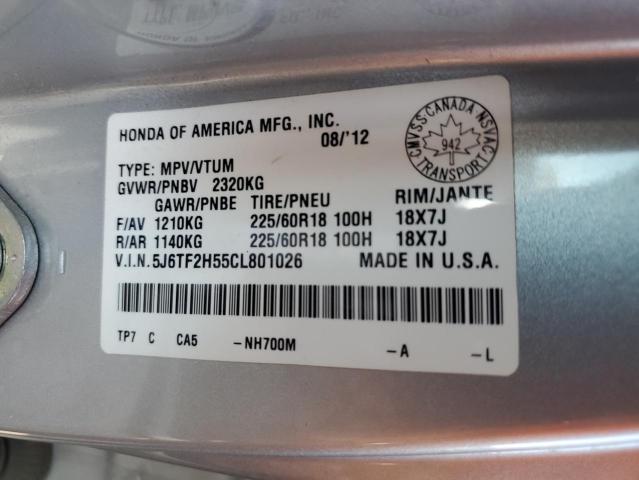 HONDA OF AMERICA MFG., INC.
08/'12
TYPE: MPV/VTUM
GVWR/PNBV 2320KG
GAWR/PNBE TIRE/PNEU RIM/JANTE
F/AV 1210KG 225/60R18 100H 18X7J
R/AR 1140KG 225/60R18 100H 18X7J
V.I.N.5J6TF2H55CL801026 MADE IN U.S.A.
TP7 C CA5 -NH700M -A -L
CMVSS CANADA NSVAC
942
TRANSPORT